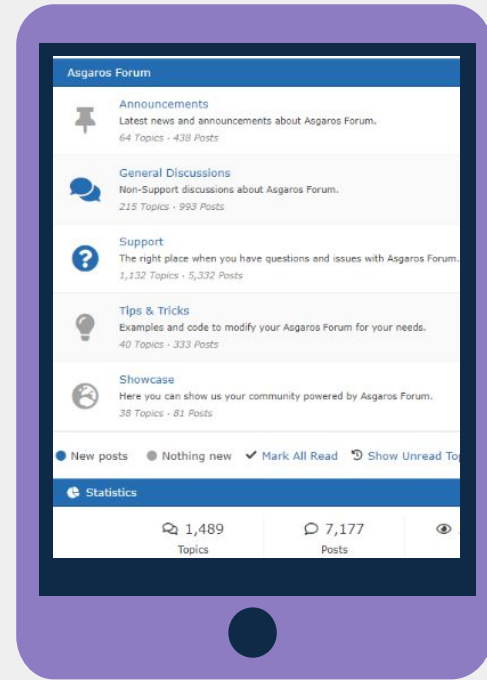 Asgaros Forum
Announcements
Latest news and announcements about Asgaros Forum.
64 Topics · 438 Posts
General Discussions
Non-Support discussions about Asgaros Forum.
215 Topics · 993 Posts
Support
The right place when you have questions and issues with Asgaros Forum.
1,132 Topics · 5,332 Posts
Tips & Tricks
Examples and code to modify your Asgaros Forum for your needs.
40 Topics · 333 Posts
Showcase
Here you can show us your community powered by Asgaros Forum.
38 Topics · 81 Posts
New posts Nothing new Mark All Read Show Unread
Statistics
1,489 7,177
Topics Posts